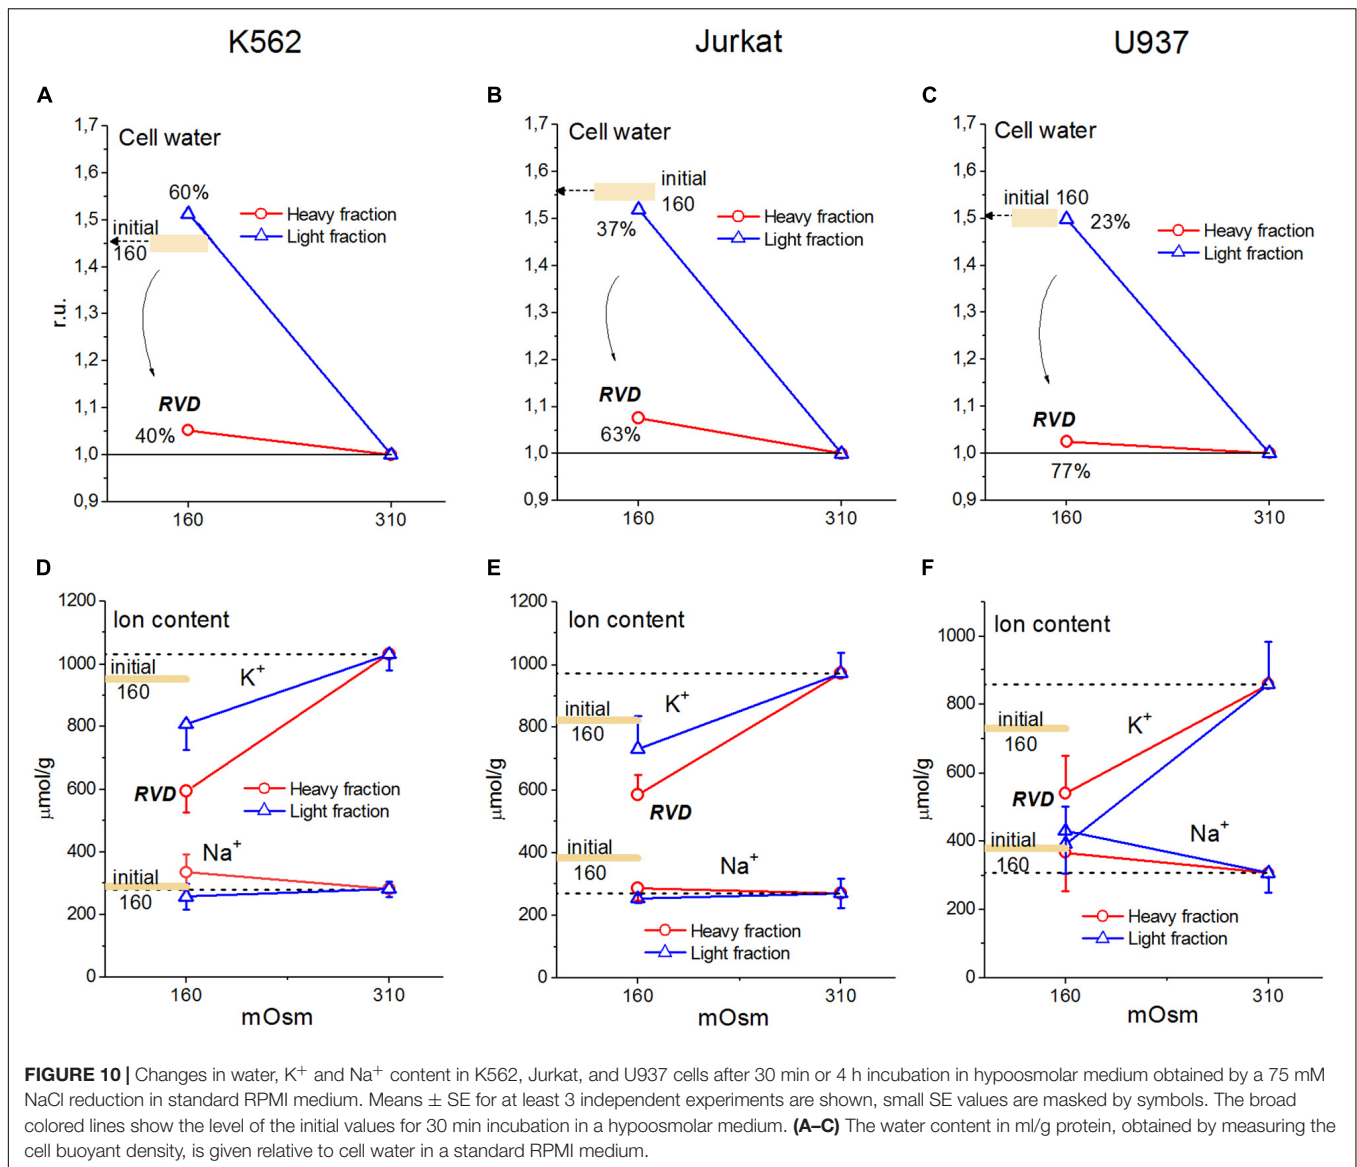 K562
Jurkat
U937
A
1,7
1,6
1,5
1,4
1,3
1,2
1,1
1,0
0,9
r.u.
Cell water
60%
initial
160
Heavy fraction
Light fraction
RVD
40%
160
310
B
1,7
1,6
1,5
1,4
1,3
1,2
1,1
1,0
0,9
Cell water
initial
160
37%
Heavy fraction
Light fraction
RVD
63%
160
310
C
1,7
1,6
1,5
1,4
1,3
1,2
1,1
1,0
0,9
Cell water
initial 160
23%
Heavy fraction
Light fraction
RVD
77%
160
310
D
1200
1000
800
600
400
200
0
µmol/g
Ion content
initial
160
K+
RVD
Heavy fraction
Light fraction
Na+
initial
160
160
310
mOsm
E
1200
1000
800
600
400
200
0
µmol/g
Ion content
initial
160
K+
RVD
initial
160
Na+
Heavy fraction
Light fraction
160
310
mOsm
F
1000
800
600
400
200
0
µmol/g
Ion content
initial
160
K+
RVD
initial
160
Na+
Heavy fraction
Light fraction
160
310
mOsm
FIGURE 10 | Changes in water, K+ and Na+ content in K562, Jurkat, and U937 cells after 30 min or 4 h incubation in hypoosmolar medium obtained by a 75 mM
NaCl reduction in standard RPMI medium. Means ± SE for at least 3 independent experiments are shown, small SE values are masked by symbols. The broad
colored lines show the level of the initial values for 30 min incubation in a hypoosmolar medium. (A–C) The water content in ml/g protein, obtained by measuring the
cell buoyant density, is given relative to cell water in a standard RPMI medium.